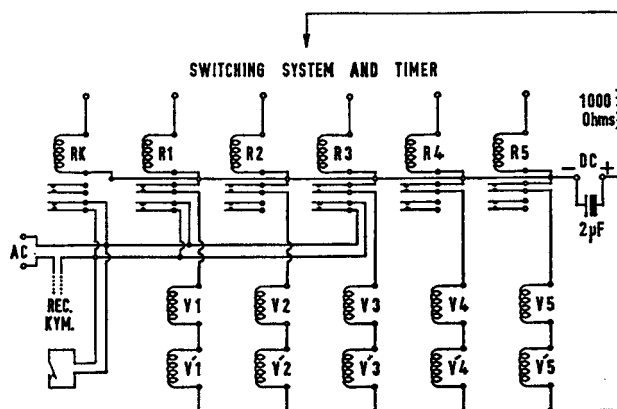 SWITCHING SYSTEM AND TIMER
1000
Ohms
RK R1 R2 R3 R4 R5
− DC +
2µF
AC
REC.
KYM.
V1 V2 V3 V4 V5
V'1 V'2 V'3 V'4 V'5